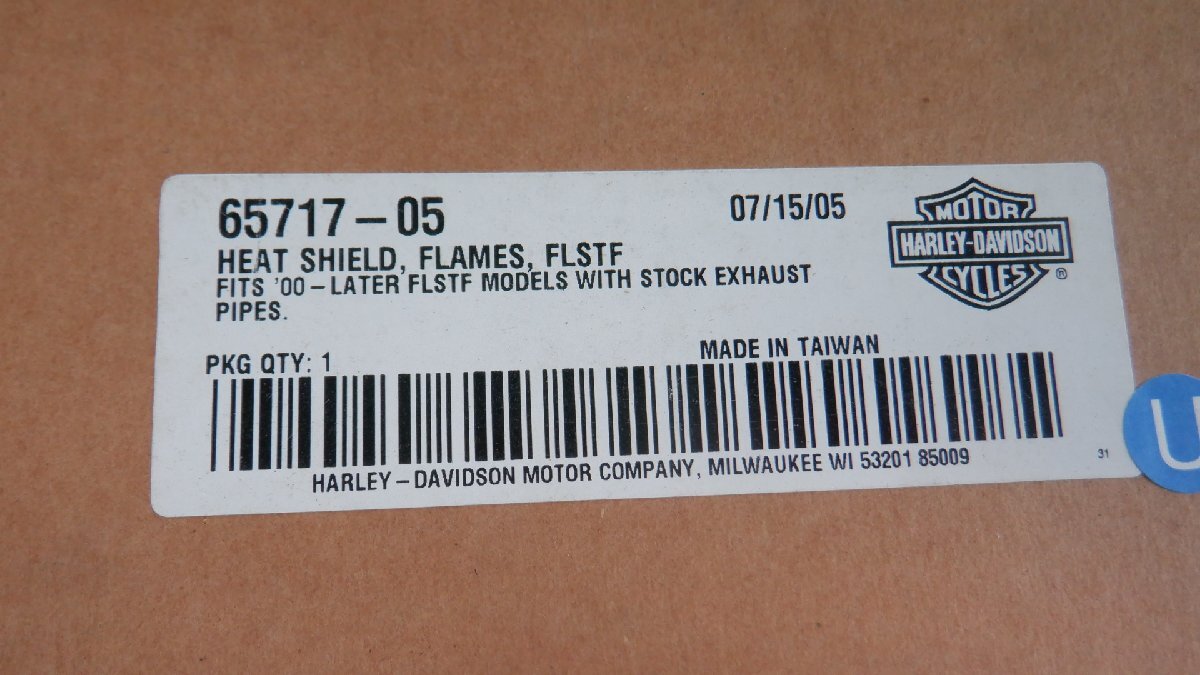 65717-05
07/15/05
HEAT SHIELD, FLAMES, FLSTF
FITS '00-LATER FLSTF MODELS WITH STOCK EXHAUST
PIPES.
MOTOR
HARLEY-DAVIDSON
CYCLES
®
PKG QTY: 1
MADE IN TAIWAN
HARLEY-DAVIDSON MOTOR COMPANY, MILWAUKEE WI 53201 85009
31
U